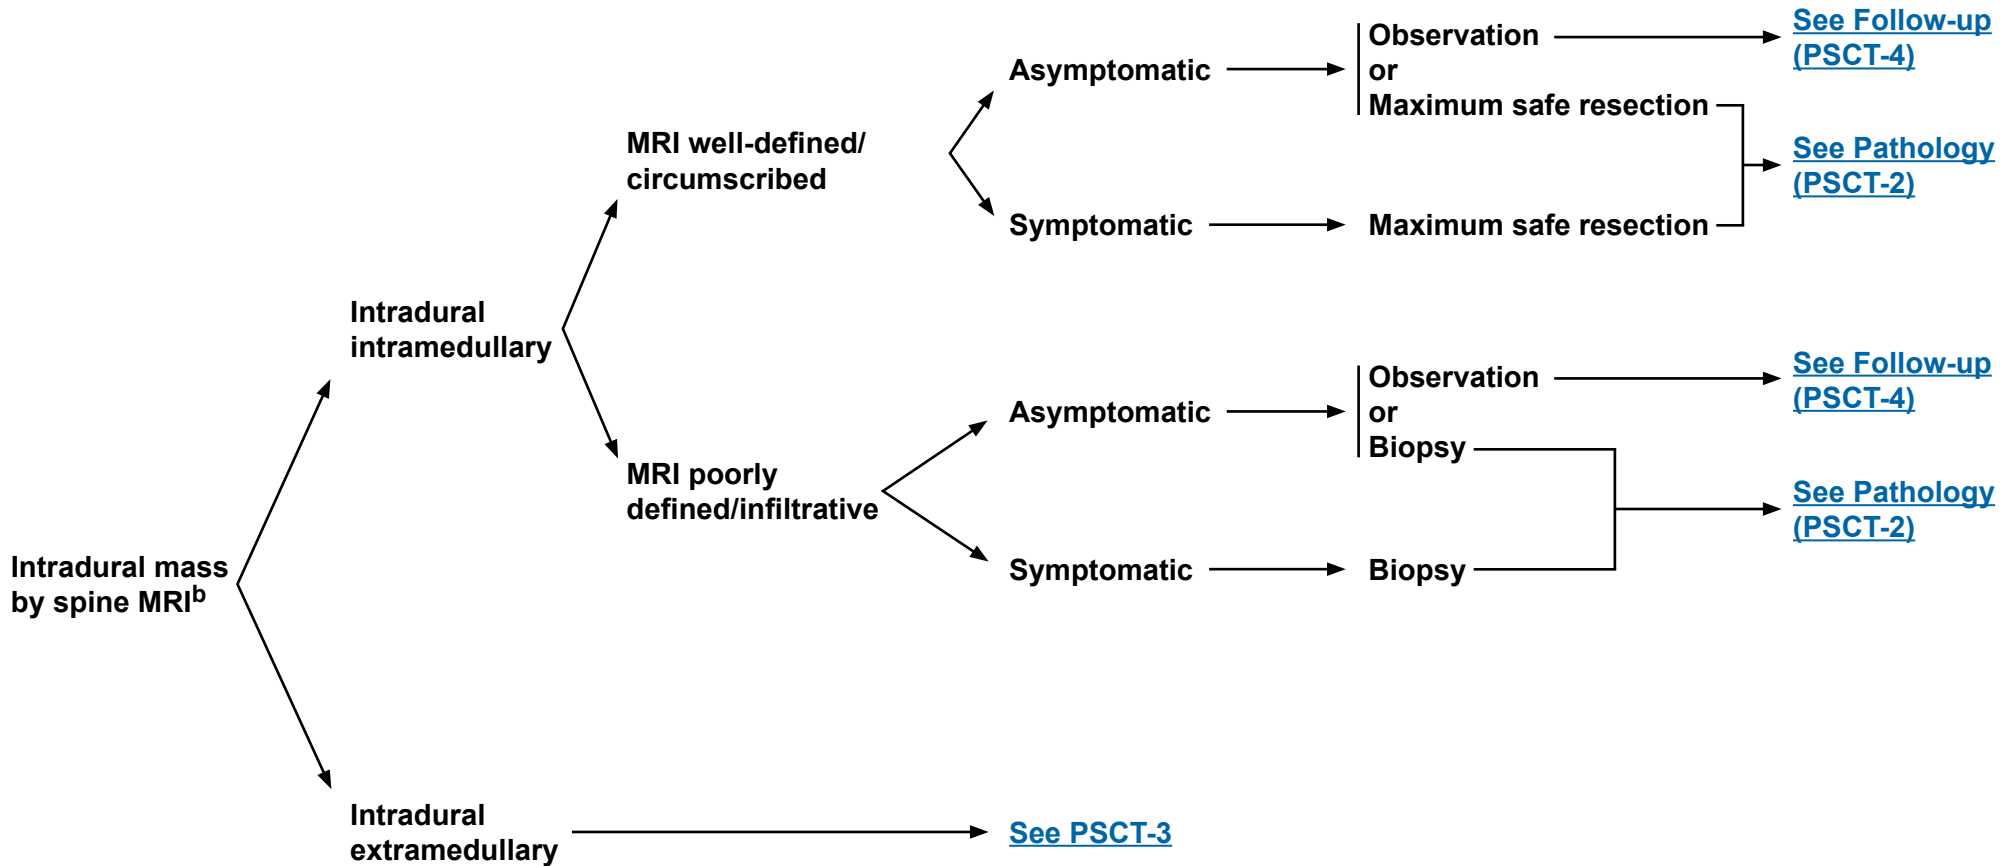 Intradural mass
by spine MRIb
Intradural
intramedullary
MRI well-defined/
circumscribed
Asymptomatic
Observation
or
Maximum safe resection
See Follow-up
(PSCT-4)
Symptomatic
Maximum safe resection
See Pathology
(PSCT-2)
MRI poorly
defined/infiltrative
Asymptomatic
Observation
or
Biopsy
See Follow-up
(PSCT-4)
Symptomatic
Biopsy
See Pathology
(PSCT-2)
Intradural
extramedullary
See PSCT-3